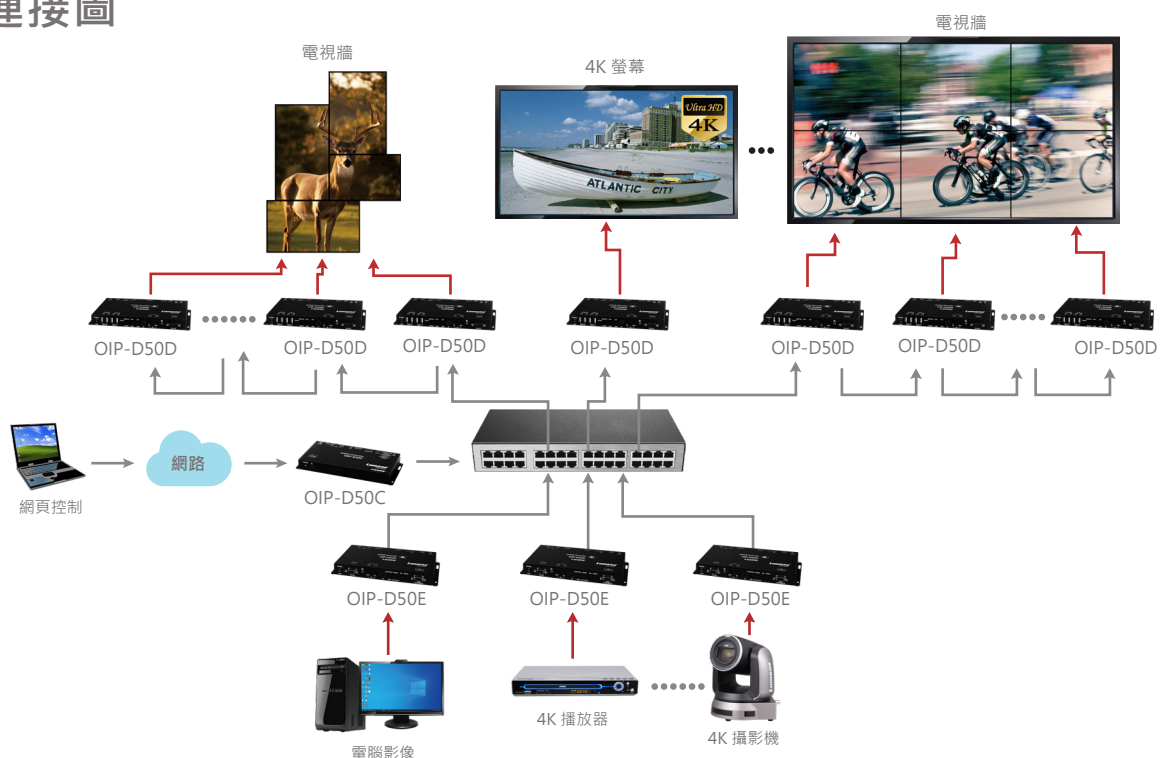 連接圖
電視牆
電視牆
4K 螢幕
Ultra HD
4K
ATLANTIC CITY
OIP-D50D
OIP-D50D
OIP-D50D
OIP-D50D
OIP-D50D
OIP-D50D
OIP-D50D
網路
網頁控制
OIP-D50C
OIP-D50E
OIP-D50E
OIP-D50E
電腦影像
4K 播放器
4K 攝影機